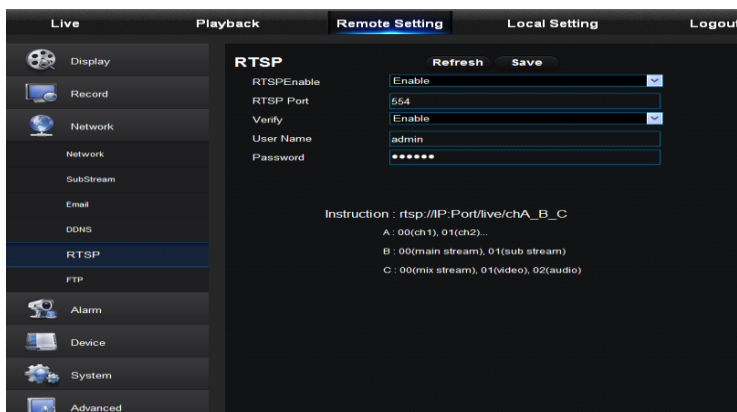 Live Playback Remote Setting Local Setting Logout
Display
Record
Network
Network
SubStream
Email
DDNS
RTSP
FTP
Alarm
Device
System
Advanced
RTSP Refresh Save
RTSPEnable Enable
RTSP Port 554
Verify Enable
User Name admin
Password ••••••
Instruction : rtsp://IP:Port/live/chA_B_C
A : 00(ch1), 01(ch2)...
B : 00(main stream), 01(sub stream)
C : 00(mix stream), 01(video), 02(audio)